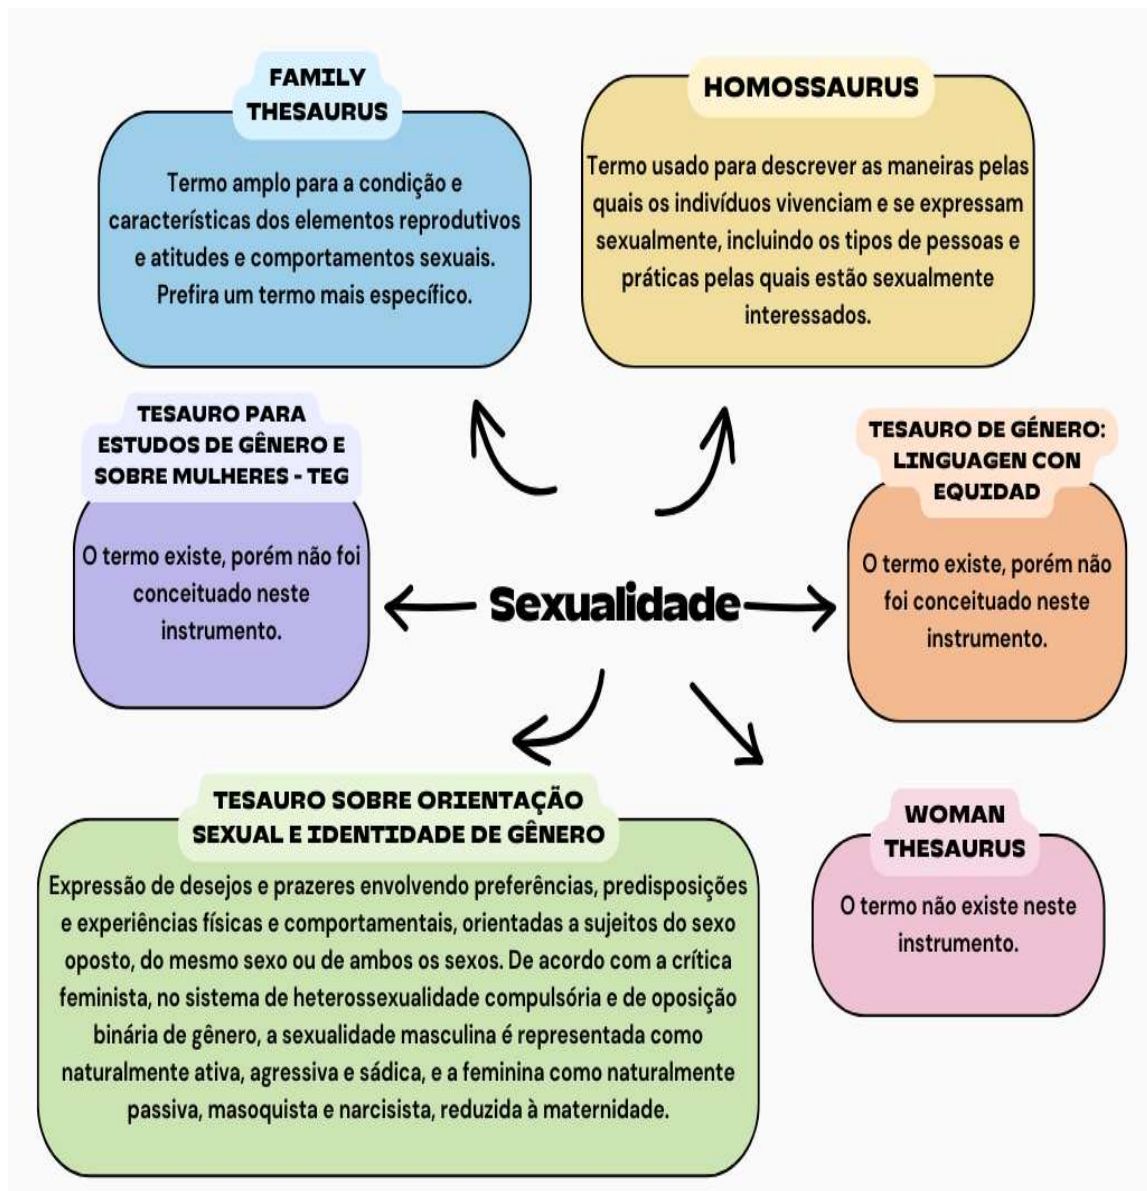 FAMILY
THESAURUS
Termo amplo para a condição e
características dos elementos reprodutivos
e atitudes e comportamentos sexuais.
Prefira um termo mais específico.
HOMOSSAURUS
Termo usado para descrever as maneiras pelas
quais os indivíduos vivenciam e se expressam
sexualmente, incluindo os tipos de pessoas e
práticas pelas quais estão sexualmente
interessados.
TESAURO PARA
ESTUDOS DE GÊNERO E
SOBRE MULHERES - TEG
O termo existe, porém não foi
conceituado neste
instrumento.
Sexualidade
TESAURO DE GÉNERO:
LINGUAGEN CON
EQUIDAD
O termo existe, porém não
foi conceituado neste
instrumento.
TESAURO SOBRE ORIENTAÇÃO
SEXUAL E IDENTIDADE DE GÊNERO
Expressão de desejos e prazeres envolvendo preferências, predisposições
e experiências físicas e comportamentais, orientadas a sujeitos do sexo
oposto, do mesmo sexo ou de ambos os sexos. De acordo com a crítica
feminista, no sistema de heterossexualidade compulsória e de oposição
binária de gênero, a sexualidade masculina é representada como
naturalmente ativa, agressiva e sádica, e a feminina como naturalmente
passiva, masoquista e narcisista, reduzida à maternidade.
WOMAN
THESAURUS
O termo não existe neste
instrumento.